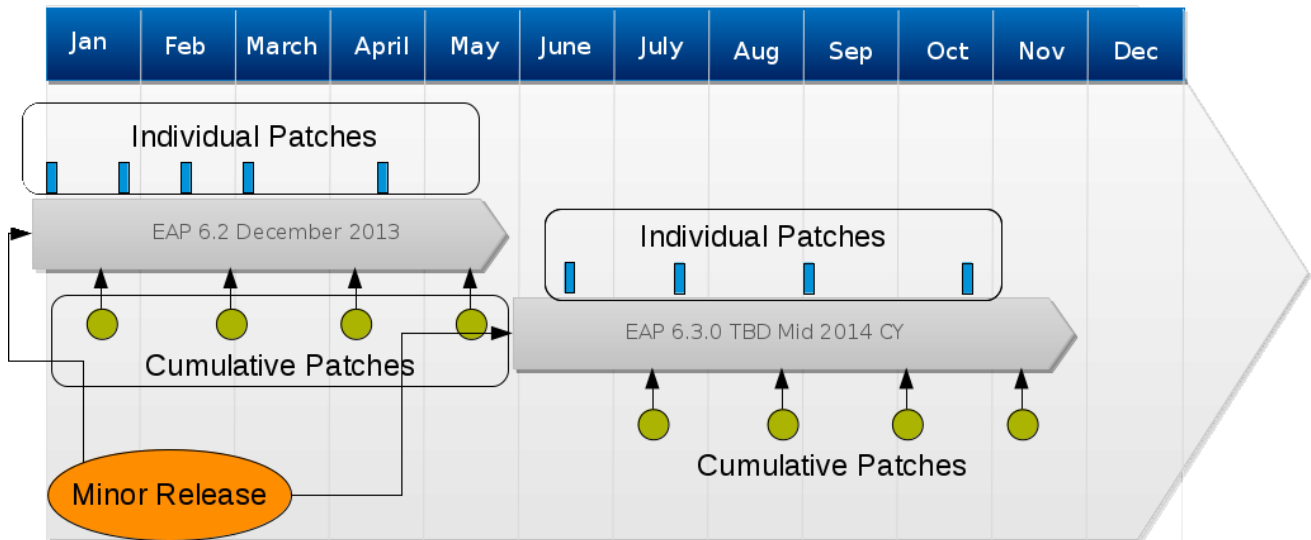 Jan Feb March April May June July Aug Sep Oct Nov Dec
Individual Patches
EAP 6.2 December 2013
Individual Patches
EAP 6.3.0 TBD Mid 2014 CY
Cumulative Patches
Cumulative Patches
Minor Release